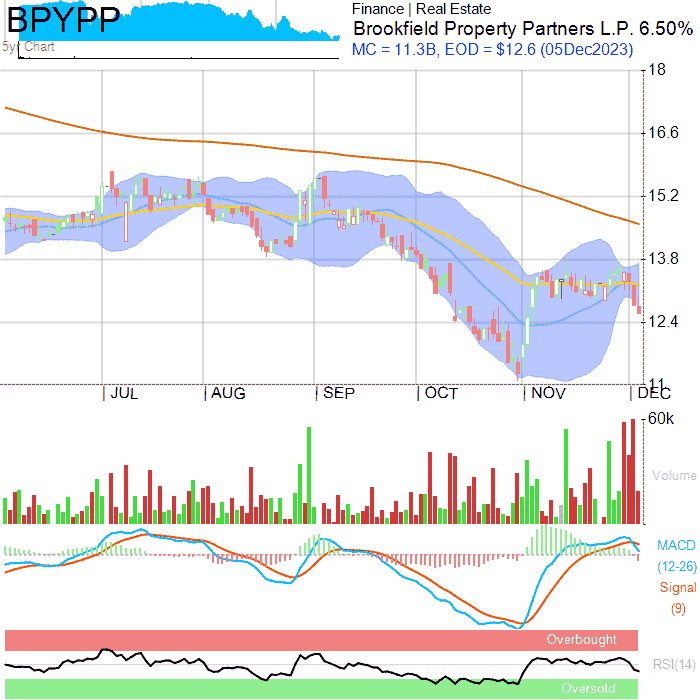 BPYPP
5yr Chart
Finance | Real Estate
Brookfield Property Partners L.P. 6.50%
MC = 11.3B, EOD = $12.6 (05Dec2023)
18
16.6
15.2
13.8
12.4
11
JUL AUG SEP OCT NOV DEC
60k
Volume
MACD
(12-26)
Signal
(9)
Overbought
RSI(14)
Oversold